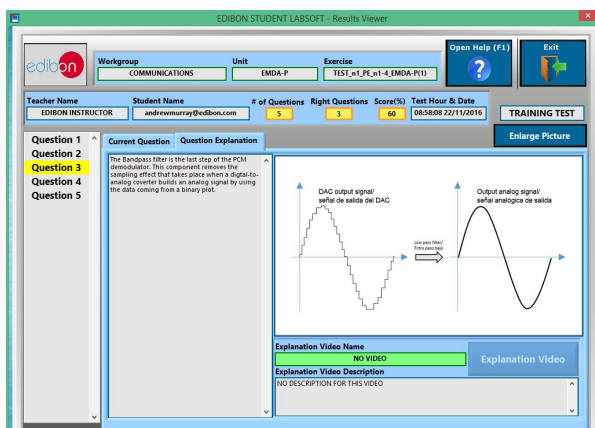 EDIBON STUDENT LABSOFT - Results Viewer
edibon
Workgroup
COMMUNICATIONS
Unit
EMDA-P
Exercise
TEST_n1_PE_n1-4_EMDA-P(1)
Open Help (F1)
?
Exit
Teacher Name
EDIBON INSTRUCTOR
Student Name
andrewmurray@edibon.com
# of Questions
5
Right Questions
3
Score(%)
60
Test Hour & Date
08:58:08 22/11/2016
TRAINING TEST
Enlarge Picture
Question 1
Question 2
Question 3
Question 4
Question 5
Current Question
Question Explanation
The Bandpass filter is the last step of the PCM
demodulator. This component removes the
sampling effect that takes place when a digtal-to-
analog coverter builds an analog signal by using
the data coming from a binary plot.
DAC output signal/
señal de salida del DAC
Low pass filter/
Filtro paso bajo
Output analog signal/
señal analógica de salida
Explanation Video Name
NO VIDEO
Explanation Video
Explanation Video Description
NO DESCRIPTION FOR THIS VIDEO